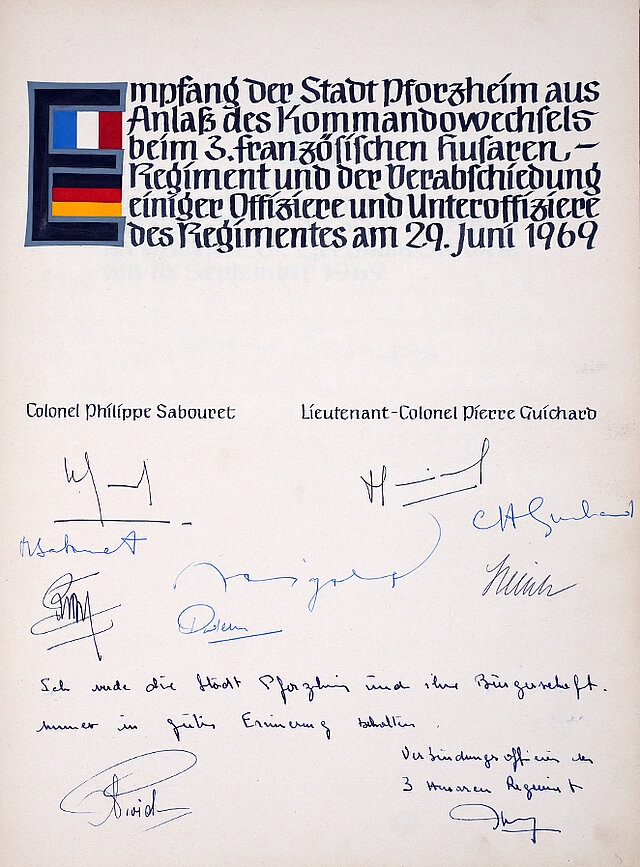 Empfang der Stadt Pforzheim aus
Anlaß des Kommandowechsels
beim 3. französischen Husaren-
Regiment und der Verabschiedung
einiger Offiziere und Unteroffiziere
des Regimentes am 29. Juni 1969
Colonel Philippe Sabouret
Lieutenant-Colonel Pierre Guichard
HSabouret
CHGuichard
Ich werde die Stadt Pforzheim und ihre Bürgerschaft.
immer in guter Erinnerung behalten.
Verbindungsoffizier des
3 Husaren Regiment